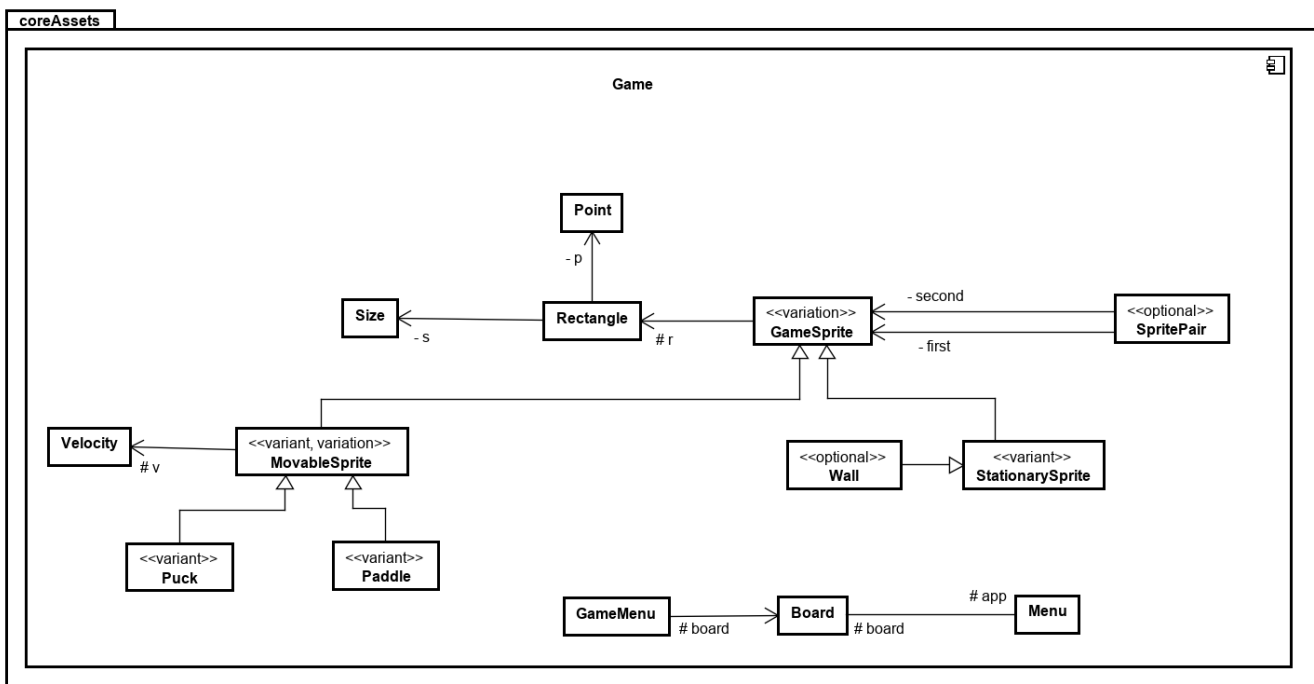 coreAssets
Game
Point
- p
Size
- s
Rectangle
# r
<<variation>>
GameSprite
- second
- first
<<optional>>
SpritePair
Velocity
# v
<<variant, variation>>
MovableSprite
<<optional>>
Wall
<<variant>>
StationarySprite
<<variant>>
Puck
<<variant>>
Paddle
GameMenu
# board
Board
# board
# app
Menu